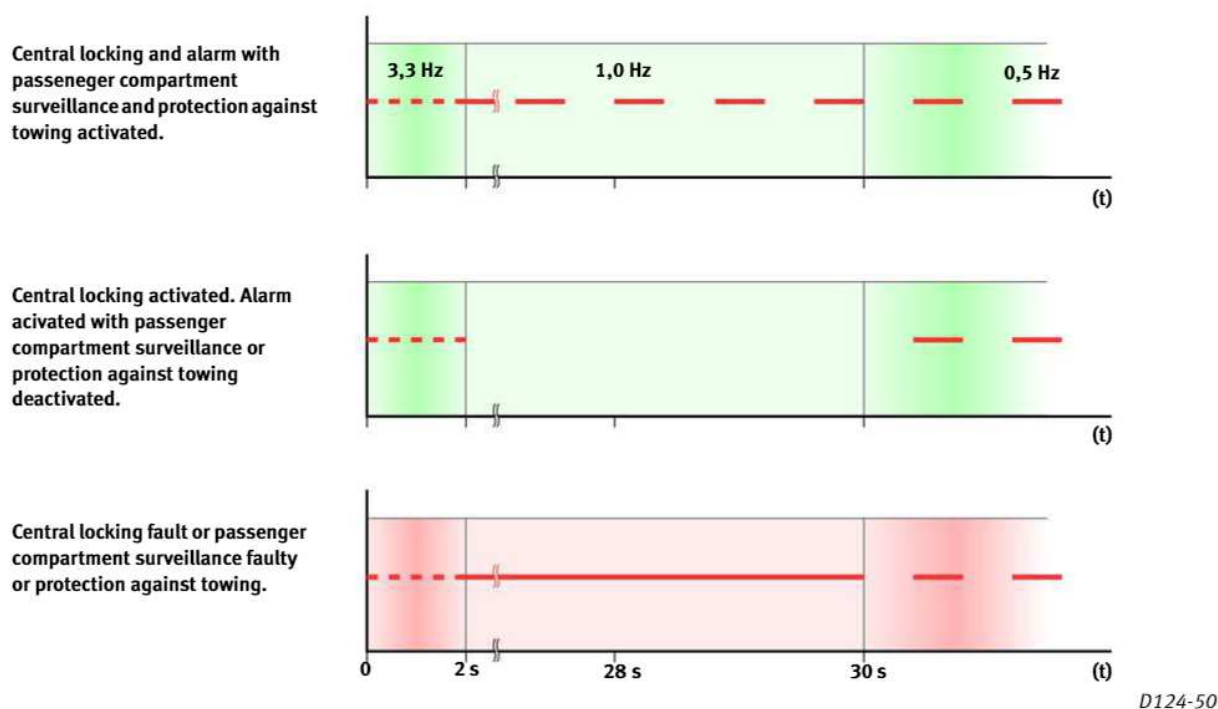 Central locking and alarm with
passeneger compartment
surveillance and protection against
towing activated.
3,3 Hz
1,0 Hz
0,5 Hz
(t)
Central locking activated. Alarm
acivated with passenger
compartment surveillance or
protection against towing
deactivated.
(t)
Central locking fault or passenger
compartment surveillance faulty
or protection against towing.
0
2 s
28 s
30 s
(t)
D124-50